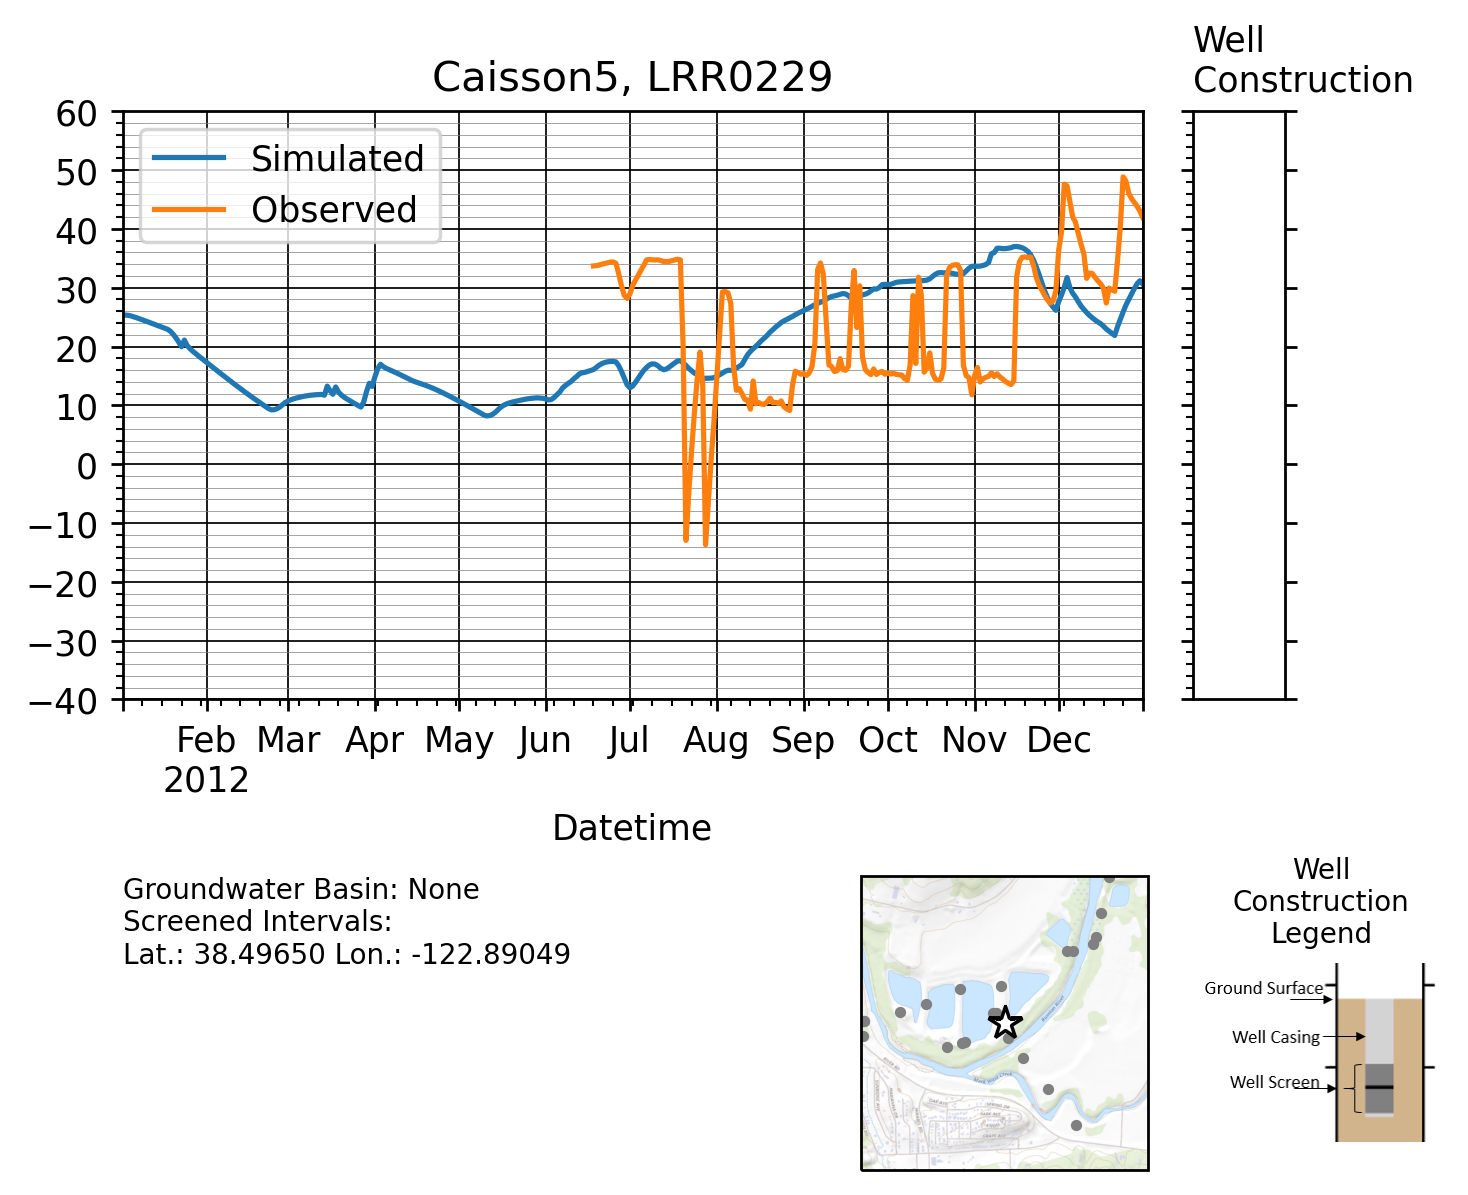 Well
Construction
Caisson5, LRR0229
60
50
40
30
20
10
0
−10
−20
−30
−40
Simulated
Observed
Feb Mar Apr May Jun Jul Aug Sep Oct Nov Dec
2012
Datetime
Groundwater Basin: None
Screened Intervals:
Lat.: 38.49650 Lon.: -122.89049
Well
Construction
Legend
Ground Surface
Well Casing
Well Screen